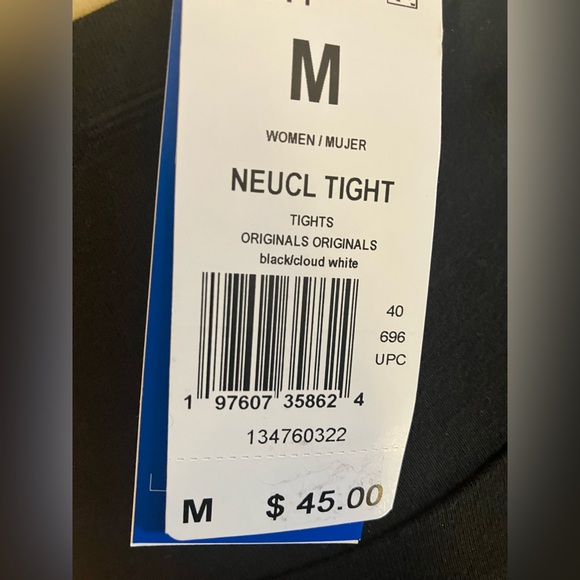 M
WOMEN / MUJER
NEUCL TIGHT
TIGHTS
ORIGINALS ORIGINALS
black/cloud white
40
696
UPC
1 97607 35862 4
134760322
M $ 45.00